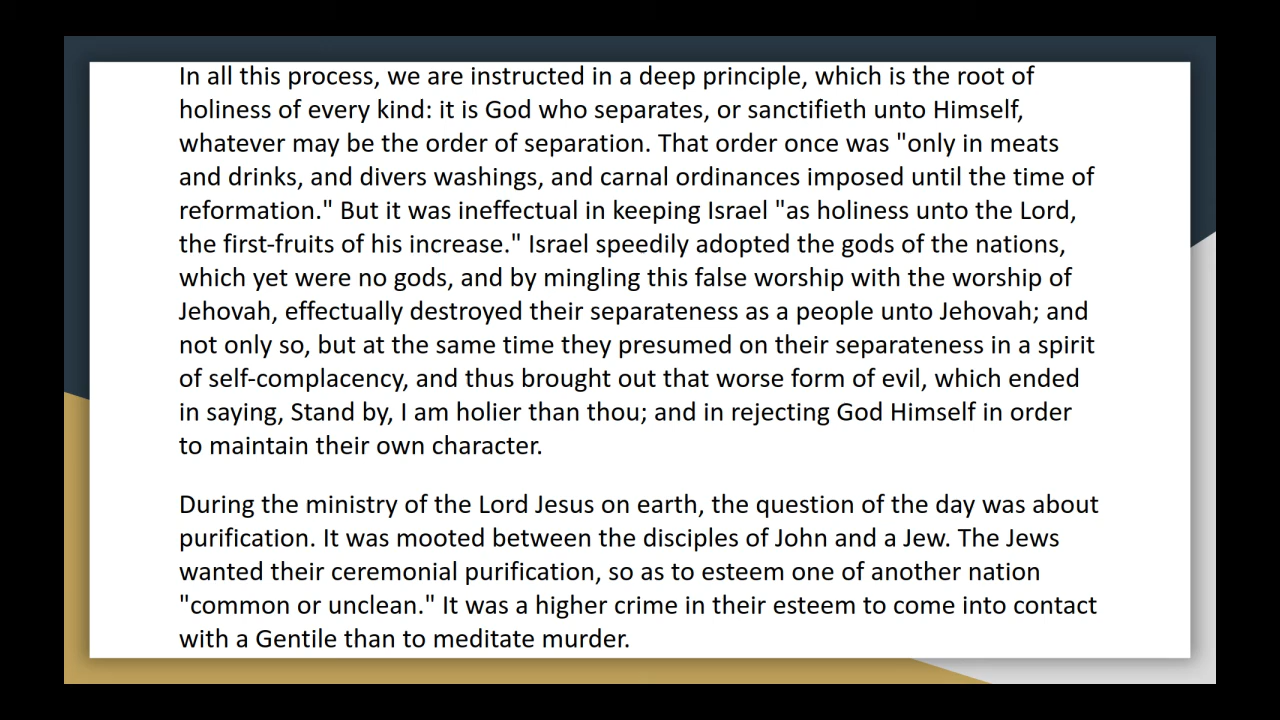 In all this process, we are instructed in a deep principle, which is the root of
holiness of every kind: it is God who separates, or sanctifieth unto Himself,
whatever may be the order of separation. That order once was "only in meats
and drinks, and divers washings, and carnal ordinances imposed until the time of
reformation." But it was ineffectual in keeping Israel "as holiness unto the Lord,
the first-fruits of his increase." Israel speedily adopted the gods of the nations,
which yet were no gods, and by mingling this false worship with the worship of
Jehovah, effectually destroyed their separateness as a people unto Jehovah; and
not only so, but at the same time they presumed on their separateness in a spirit
of self-complacency, and thus brought out that worse form of evil, which ended
in saying, Stand by, I am holier than thou; and in rejecting God Himself in order
to maintain their own character.
During the ministry of the Lord Jesus on earth, the question of the day was about
purification. It was mooted between the disciples of John and a Jew. The Jews
wanted their ceremonial purification, so as to esteem one of another nation
"common or unclean." It was a higher crime in their esteem to come into contact
with a Gentile than to meditate murder.